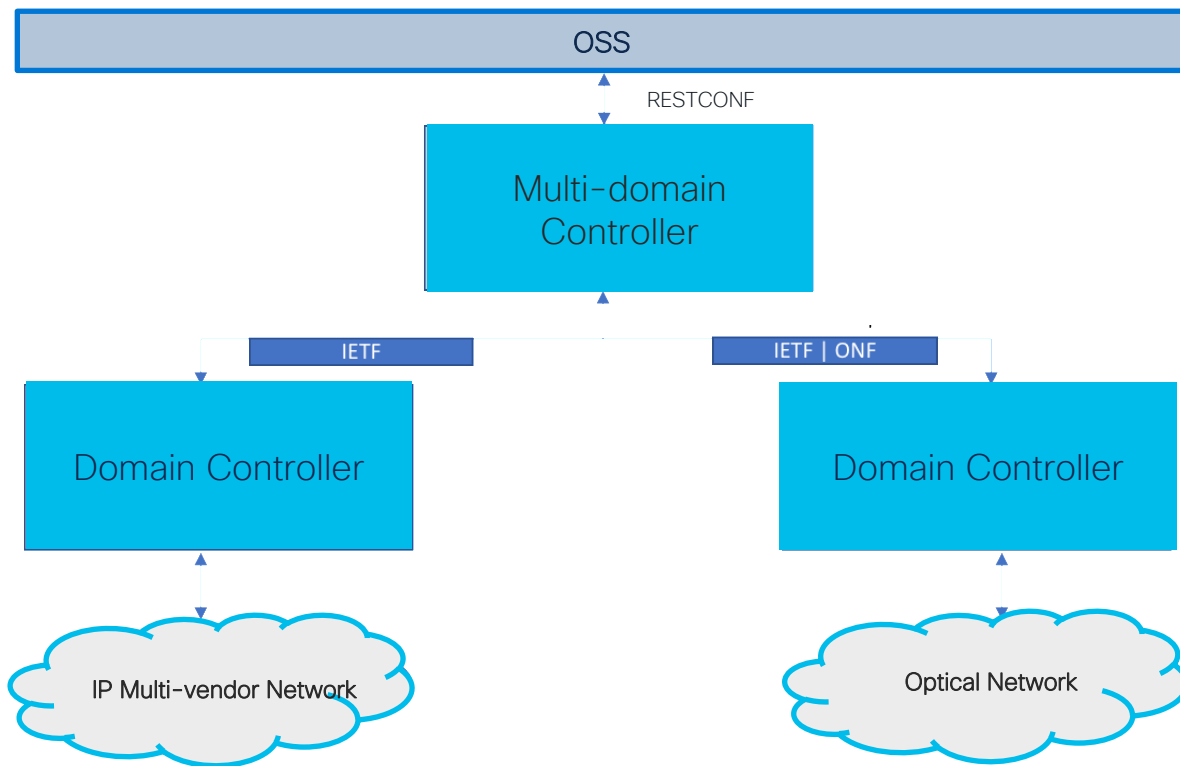 OSS
RESTCONF
Multi-domain
Controller
IETF
IETF | ONF
Domain Controller
Domain Controller
IP Multi-vendor Network
Optical Network